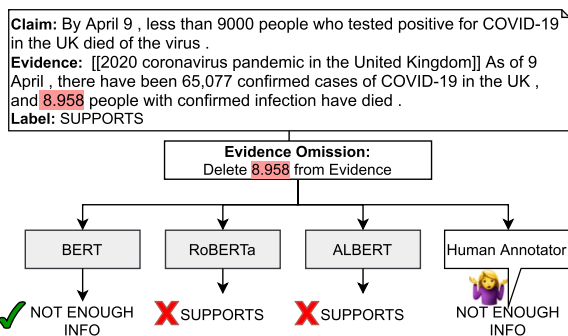 Claim: By April 9 , less than 9000 people who tested positive for COVID-19
in the UK died of the virus .
Evidence: [[2020 coronavirus pandemic in the United Kingdom]] As of 9
April , there have been 65,077 confirmed cases of COVID-19 in the UK ,
and 8.958 people with confirmed infection have died .
Label: SUPPORTS
Evidence Omission:
Delete 8.958 from Evidence
BERT
RoBERTa
ALBERT
Human Annotator
NOT ENOUGH
INFO
SUPPORTS
SUPPORTS
NOT ENOUGH
INFO